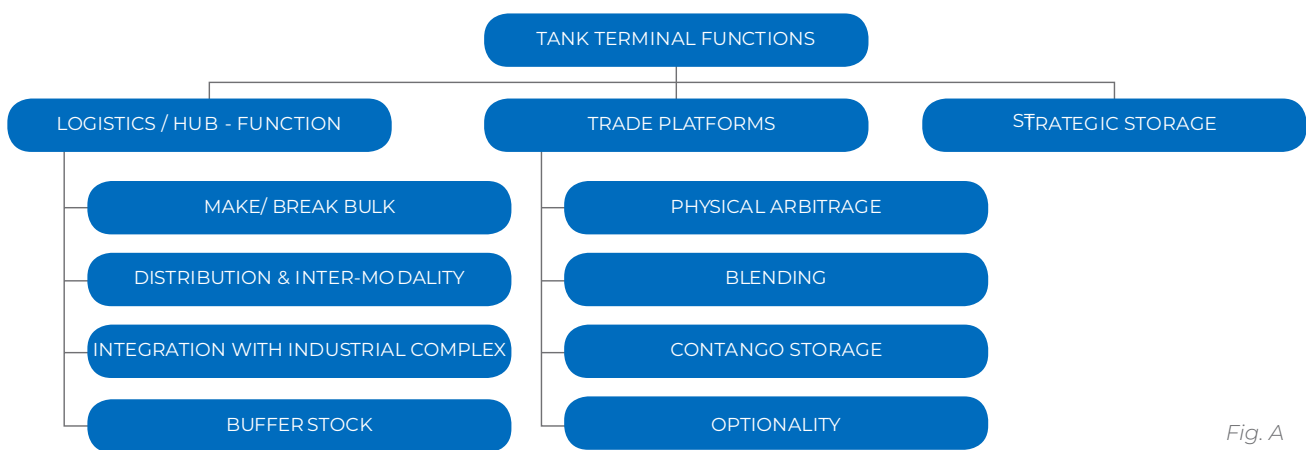 TANK TERMINAL FUNCTIONS
LOGISTICS / HUB - FUNCTION
TRADE PLATFORMS
STRATEGIC STORAGE
MAKE/ BREAK BULK
PHYSICAL ARBITRAGE
DISTRIBUTION & INTER-MODALITY
BLENDING
INTEGRATION WITH INDUSTRIAL COMPLEX
CONTANGO STORAGE
BUFFER STOCK
OPTIONALITY
Fig. A